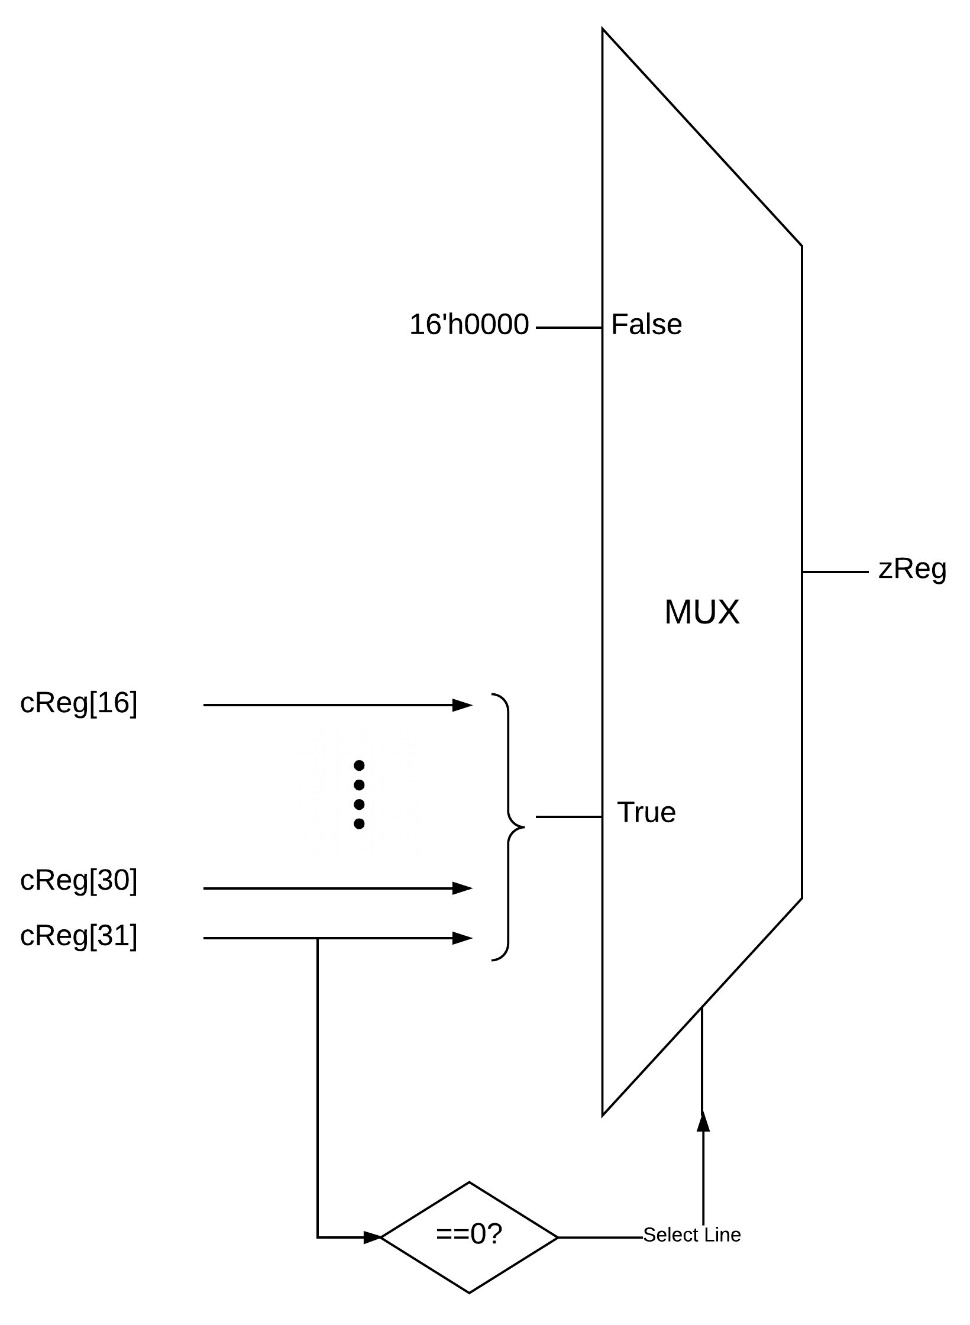 16'h0000
False
zReg
MUX
cReg[16]
True
cReg[30]
cReg[31]
==0?
Select Line